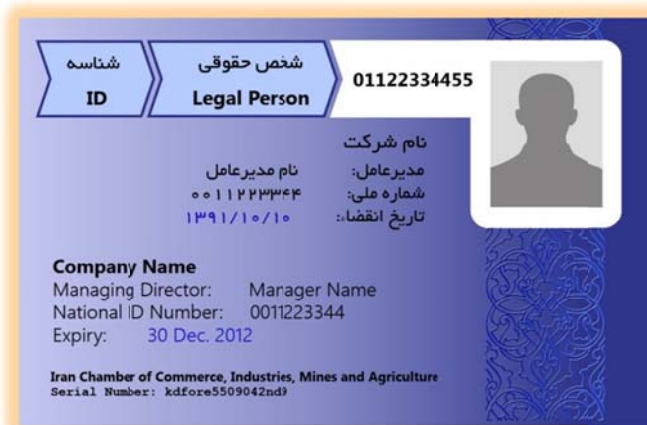 شناسه
ID
شخص حقوقی
Legal Person
01122334455
نام شرکت
مدیرعامل: نام مدیرعامل
شماره ملی: ۰۰۱۱۲۲۳۳۴۴
تاریخ انقضاء: ۱۳۹۱/۱۰/۱۰
Company Name
Managing Director: Manager Name
National ID Number: 0011223344
Expiry: 30 Dec. 2012
Iran Chamber of Commerce, Industries, Mines and Agriculture
Serial Number: kdfore5509042nd9